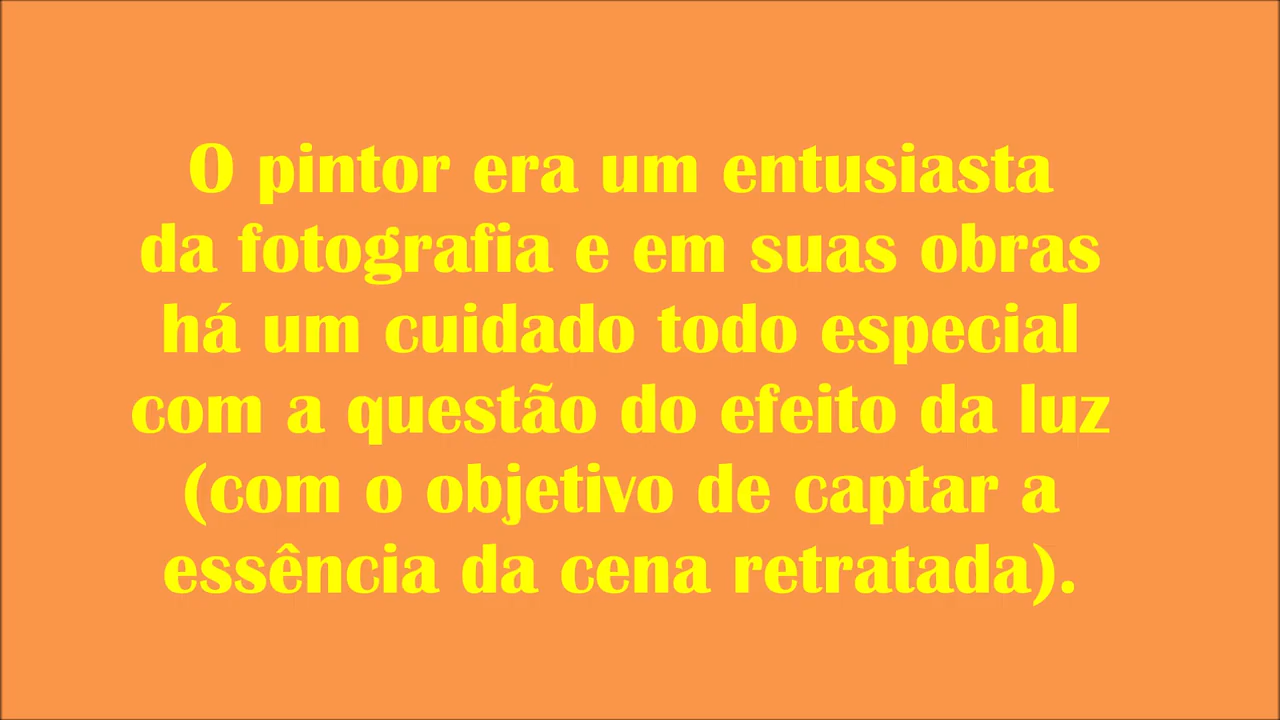 O pintor era um entusiasta
da fotografia e em suas obras
há um cuidado todo especial
com a questão do efeito da luz
(com o objetivo de captar a
essência da cena retratada).